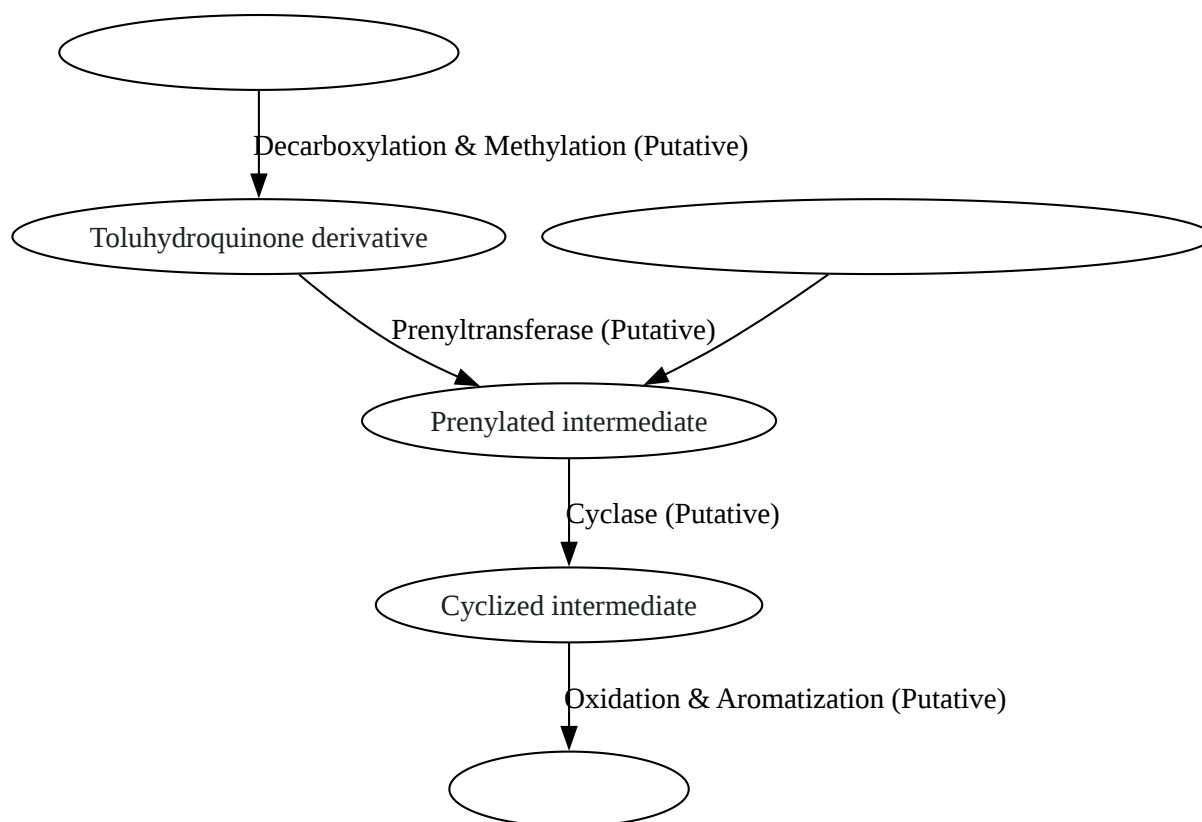 Decarboxylation & Methylation (Putative)
Toluhydroquinone derivative
Prenyltransferase (Putative)
Prenylated intermediate
Cyclase (Putative)
Cyclized intermediate
Oxidation & Aromatization (Putative)